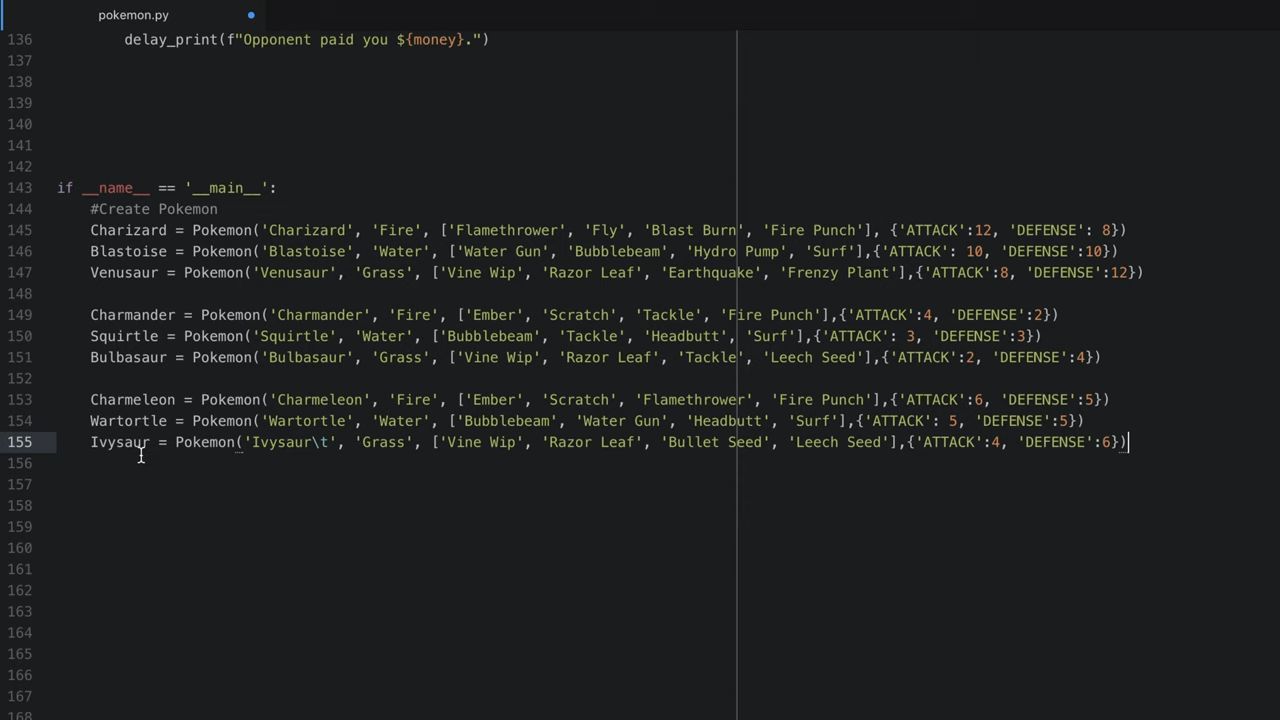 pokemon.py
136 delay_print(f"Opponent paid you ${money}.")
137
138
139
140
141
142
143 if __name__ == '__main__':
144 #Create Pokemon
145 Charizard = Pokemon('Charizard', 'Fire', ['Flamethrower', 'Fly', 'Blast Burn', 'Fire Punch'], {'ATTACK':12, 'DEFENSE': 8})
146 Blastoise = Pokemon('Blastoise', 'Water', ['Water Gun', 'Bubblebeam', 'Hydro Pump', 'Surf'],{'ATTACK': 10, 'DEFENSE':10})
147 Venusaur = Pokemon('Venusaur', 'Grass', ['Vine Wip', 'Razor Leaf', 'Earthquake', 'Frenzy Plant'],{'ATTACK':8, 'DEFENSE':12})
148
149 Charmander = Pokemon('Charmander', 'Fire', ['Ember', 'Scratch', 'Tackle', 'Fire Punch'],{'ATTACK':4, 'DEFENSE':2})
150 Squirtle = Pokemon('Squirtle', 'Water', ['Bubblebeam', 'Tackle', 'Headbutt', 'Surf'],{'ATTACK': 3, 'DEFENSE':3})
151 Bulbasaur = Pokemon('Bulbasaur', 'Grass', ['Vine Wip', 'Razor Leaf', 'Tackle', 'Leech Seed'],{'ATTACK':2, 'DEFENSE':4})
152
153 Charmeleon = Pokemon('Charmeleon', 'Fire', ['Ember', 'Scratch', 'Flamethrower', 'Fire Punch'],{'ATTACK':6, 'DEFENSE':5})
154 Wartortle = Pokemon('Wartortle', 'Water', ['Bubblebeam', 'Water Gun', 'Headbutt', 'Surf'],{'ATTACK': 5, 'DEFENSE':5})
155 Ivysaur = Pokemon('Ivysaur\t', 'Grass', ['Vine Wip', 'Razor Leaf', 'Bullet Seed', 'Leech Seed'],{'ATTACK':4, 'DEFENSE':6})
156
157
158
159
160
161
162
163
164
165
166
167
168